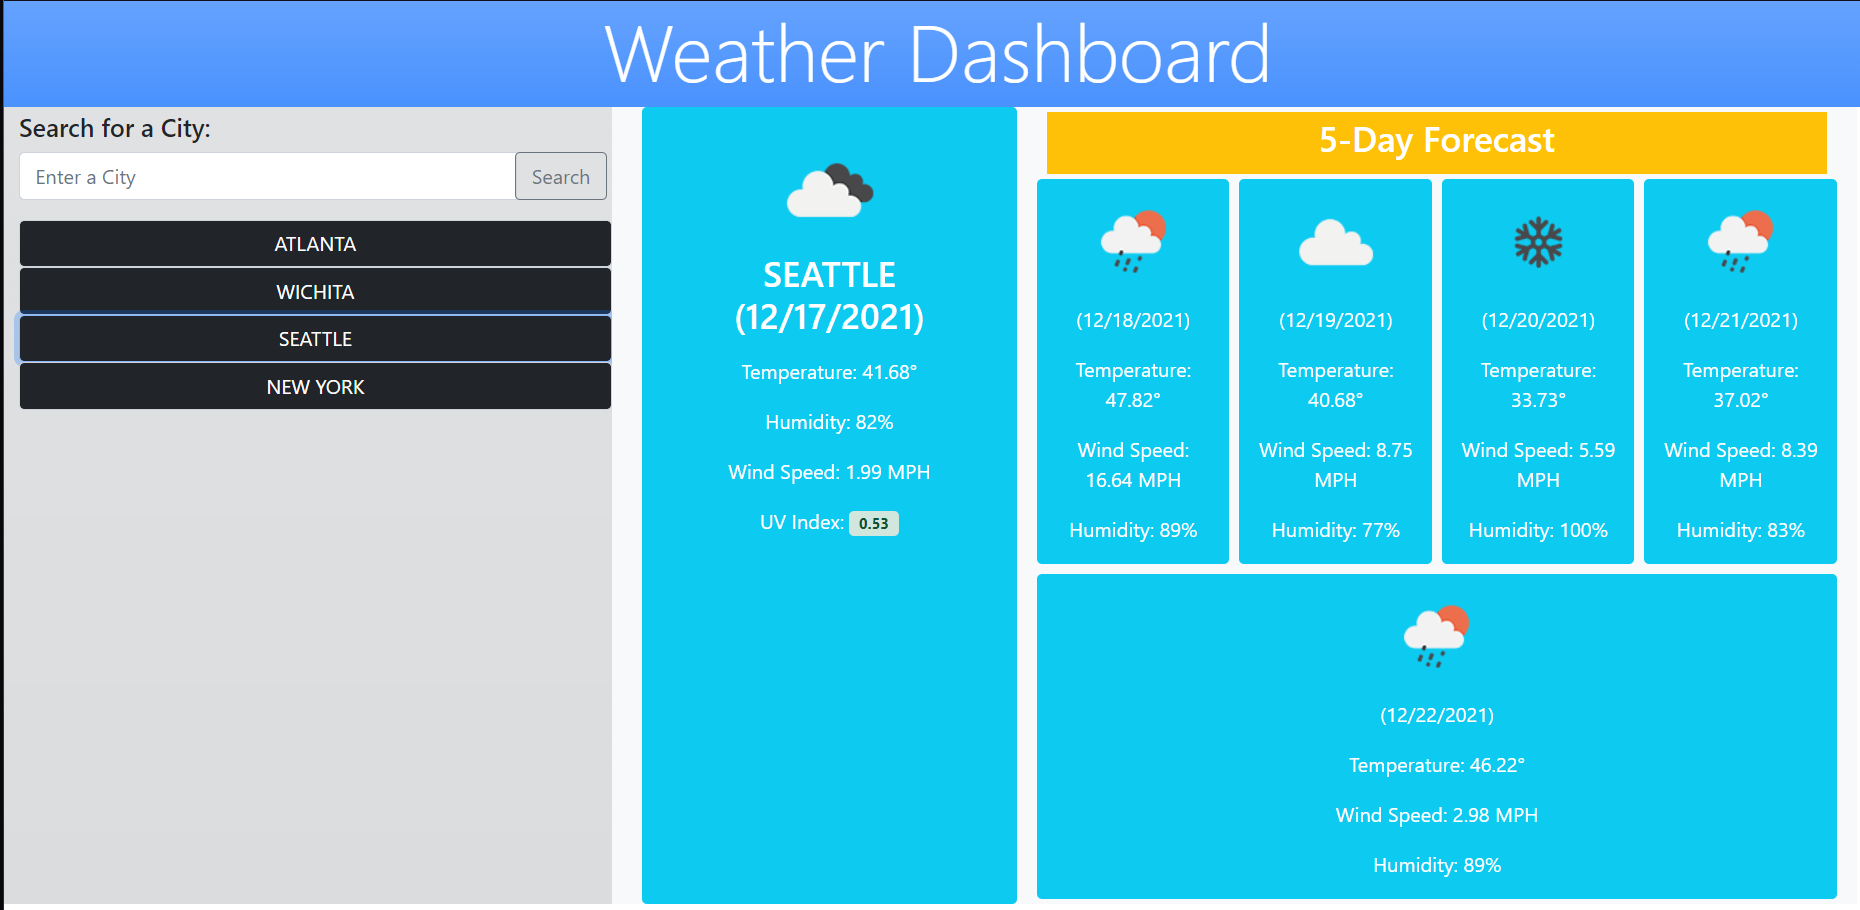 Weather Dashboard
Search for a City:
Enter a City
Search
ATLANTA
WICHITA
SEATTLE
NEW YORK
SEATTLE
(12/17/2021)
Temperature: 41.68°
Humidity: 82%
Wind Speed: 1.99 MPH
UV Index: 0.53
5-Day Forecast
(12/18/2021)
Temperature:
47.82°
Wind Speed:
16.64 MPH
Humidity: 89%
(12/19/2021)
Temperature:
40.68°
Wind Speed: 8.75
MPH
Humidity: 77%
(12/20/2021)
Temperature:
33.73°
Wind Speed: 5.59
MPH
Humidity: 100%
(12/21/2021)
Temperature:
37.02°
Wind Speed: 8.39
MPH
Humidity: 83%
(12/22/2021)
Temperature: 46.22°
Wind Speed: 2.98 MPH
Humidity: 89%